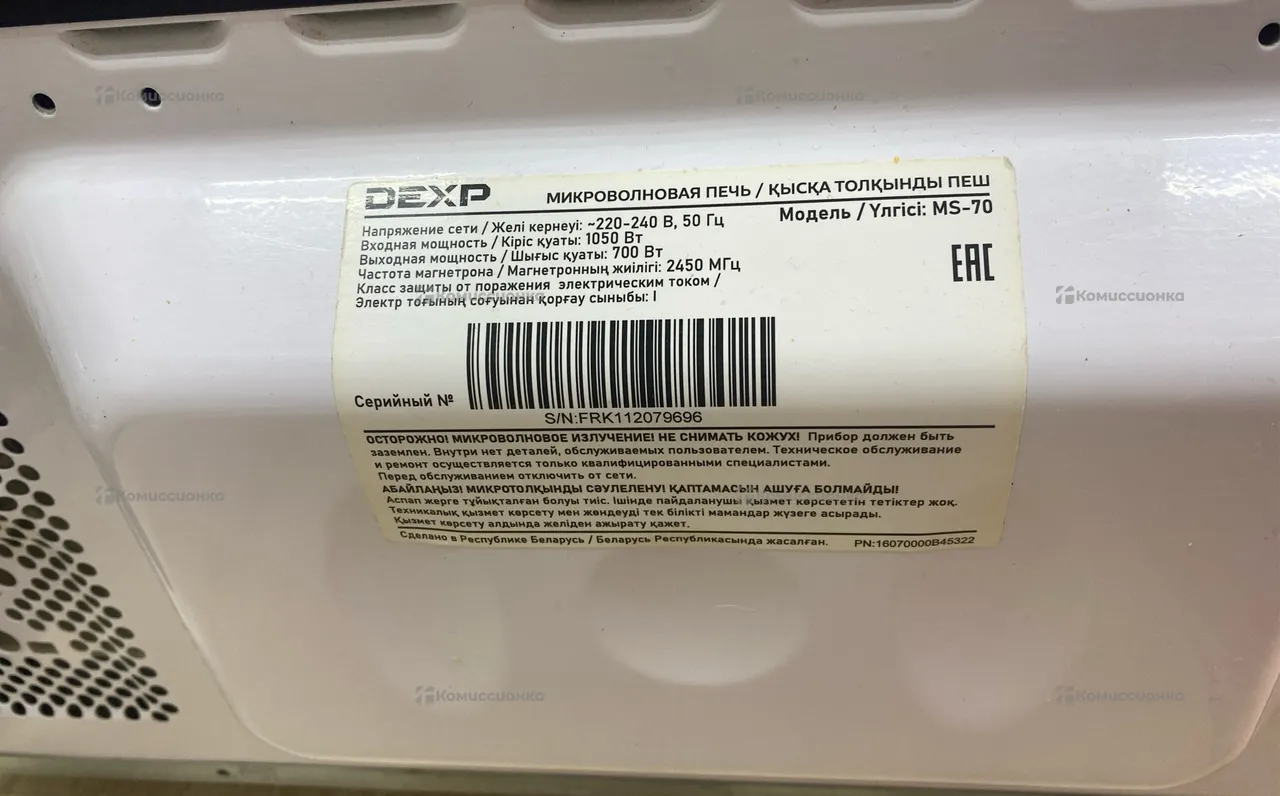 Комиссионка
Комиссионка
DEXP
МИКРОВОЛНОВАЯ ПЕЧЬ / ҚЫСҚА ТОЛҚЫНДЫ ПЕШ
Модель / Үлгісі: MS-70
Напряжение сети / Желі кернеуі: ~220-240 В, 50 Гц
Входная мощность / Кіріс қуаты: 1050 Вт
Выходная мощность / Шығыс қуаты: 700 Вт
Частота магнетрона / Магнетронның жиілігі: 2450 МГц
Класс защиты от поражения электрическим током /
Электр тоғының соғуынан қорғау сыныбы: I
EAC
Комиссионка
Комиссионка
Серийный №
S/N:FRK112079696
ОСТОРОЖНО! МИКРОВОЛНОВОЕ ИЗЛУЧЕНИЕ! НЕ СНИМАТЬ КОЖУХ! Прибор должен быть
заземлен. Внутри нет деталей, обслуживаемых пользователем. Техническое обслуживание
и ремонт осуществляется только квалифицированными специалистами.
Перед обслуживанием отключить от сети.
АБАЙЛАҢЫЗ! МИКРОТОЛҚЫНДЫ СӘУЛЕЛЕНУ! ҚАПТАМАСЫН АШУҒА БОЛМАЙДЫ!
Аспап жерге тұйықталған болуы тиіс. Ішінде пайдаланушы қызмет көрсететін тетіктер жоқ.
Техникалық қызмет көрсету мен жөндеуді тек білікті мамандар жүзеге асырады.
Қызмет көрсету алдында желіден ажырату қажет.
Сделано в Республике Беларусь / Беларусь Республикасында жасалған.
PN:16070000B45322
Комиссионка
Комиссионка
Комиссионка